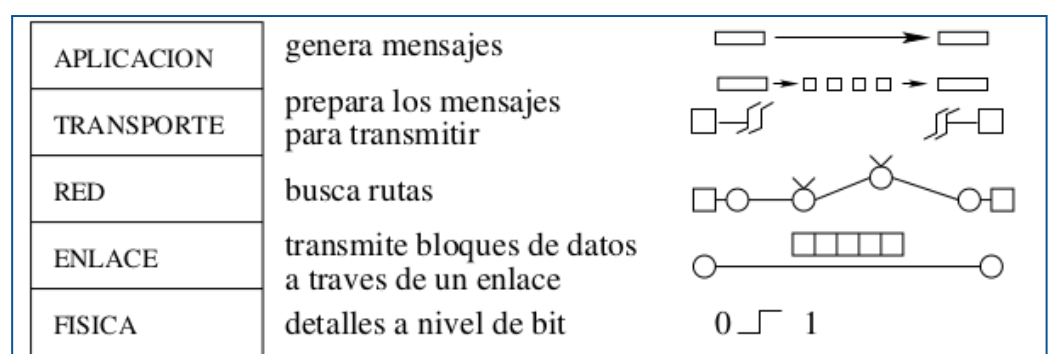 APLICACION
genera mensajes
TRANSPORTE
prepara los mensajes
para transmitir
RED
busca rutas
ENLACE
transmite bloques de datos
a traves de un enlace
FISICA
detalles a nivel de bit
0 1